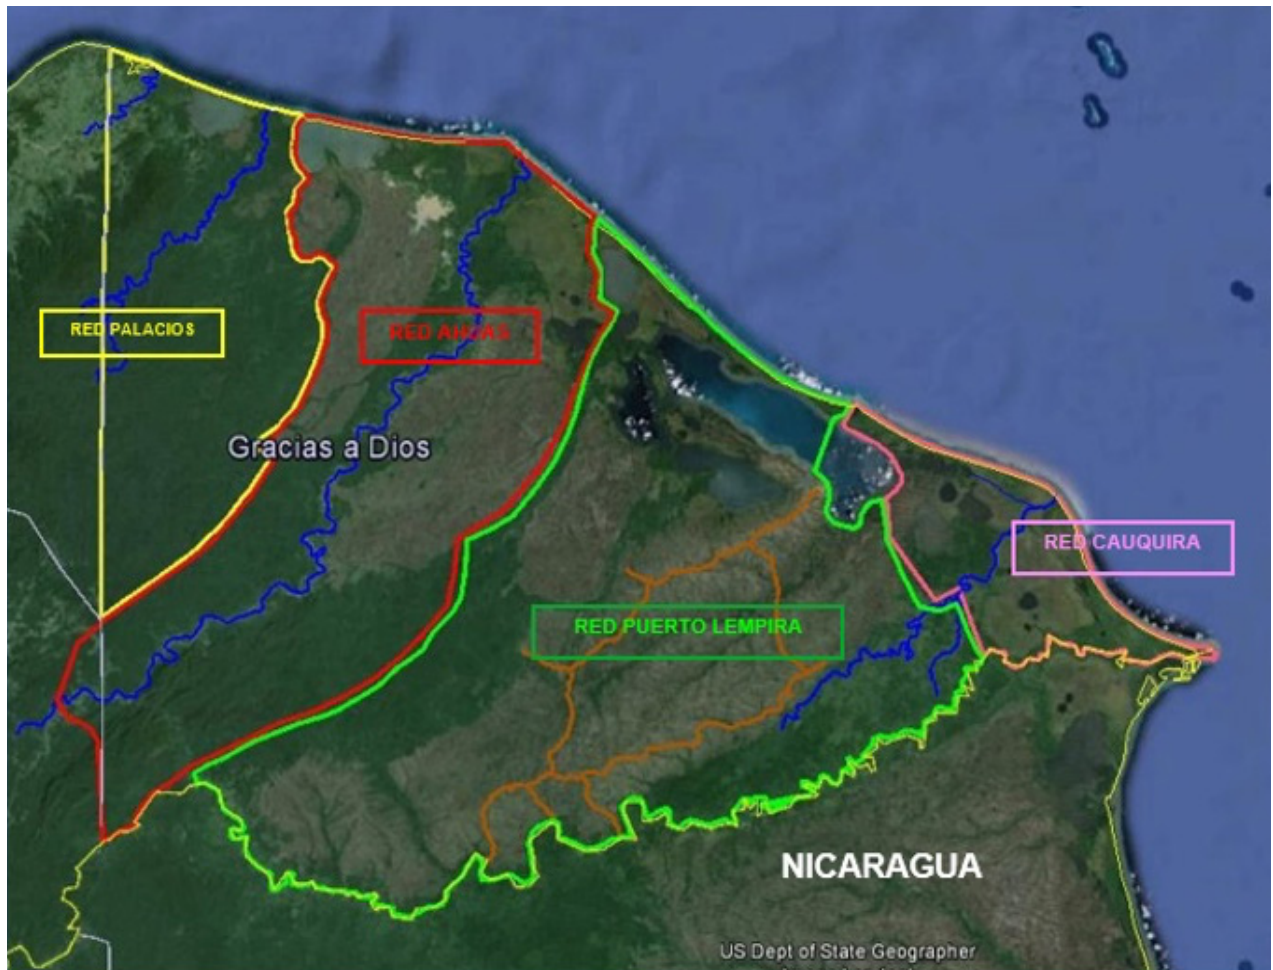 RED PALACIOS
RED AHUAS
Gracias a Dios
RED CAUQUIRA
RED PUERTO LEMPIRA
NICARAGUA
US Dept of State Geographer